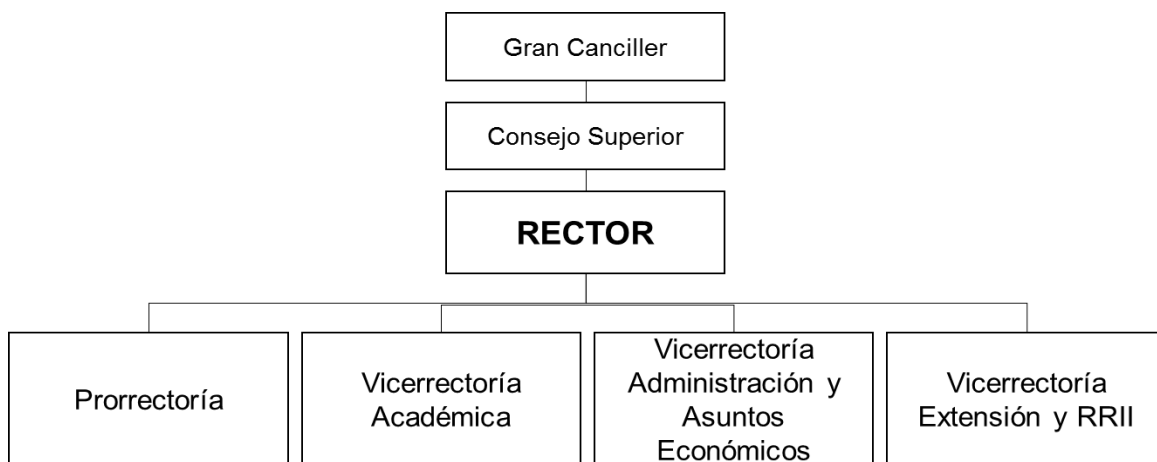 Gran Canciller
Consejo Superior
RECTOR
Prorrectoría
Vicerrectoría
Académica
Vicerrectoría
Administración y
Asuntos
Económicos
Vicerrectoría
Extensión y RRII